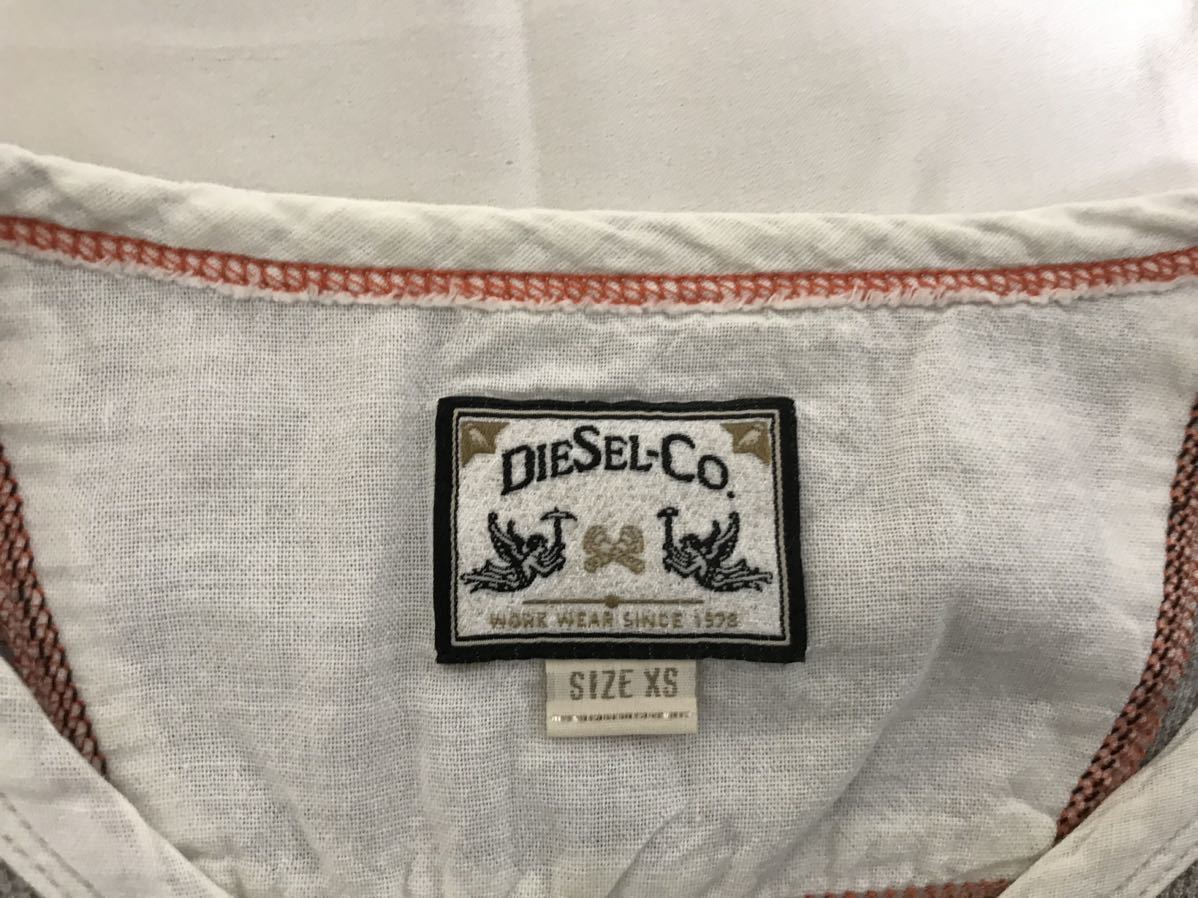 DIESEL-CO.
WORK WEAR SINCE 1978
SIZE XS